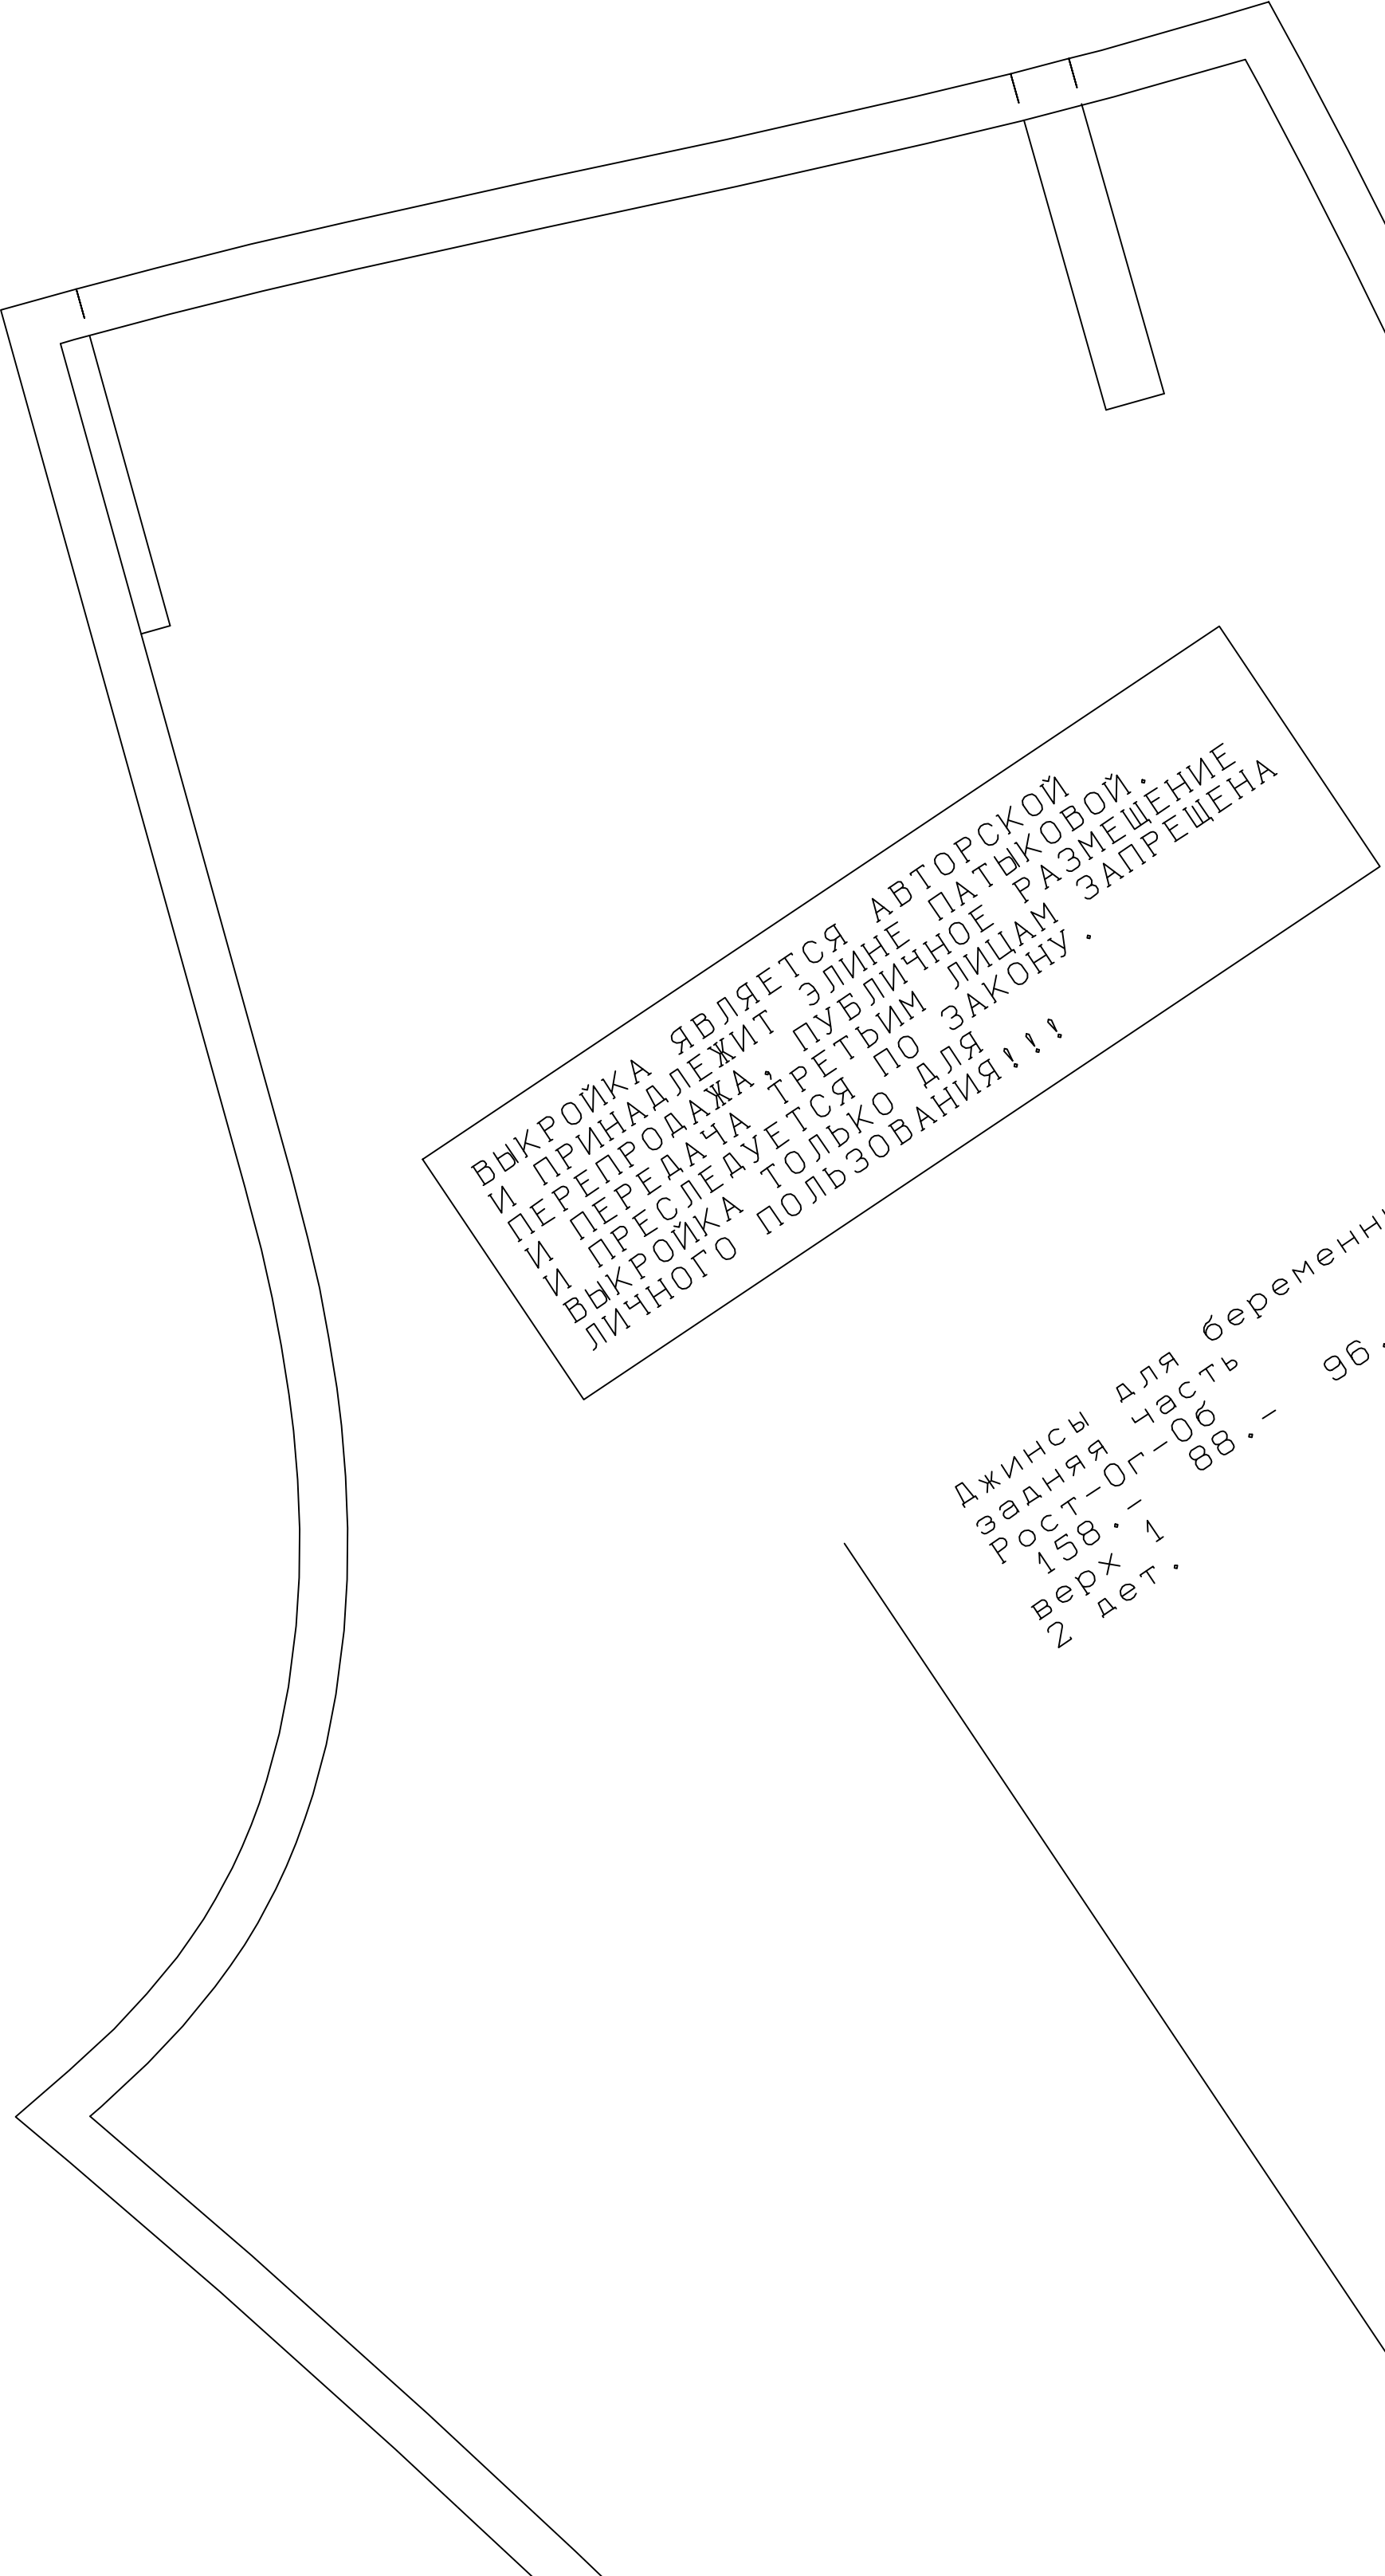 ВЫКРОЙКА ЯВЛЯЕТСЯ АВТОРСКОЙ
И ПРИНАДЛЕЖИТ ЭЛИНЕ ПАТЫКОВОЙ.
ПЕРЕПРОДАЖА, ПУБЛИЧНОЕ РАЗМЕЩЕНИЕ
И ПЕРЕДАЧА ТРЕТЬИМ ЛИЦАМ ЗАПРЕЩЕНА
И ПРЕСЛЕДУЕТСЯ ПО ЗАКОНУ.
ВЫКРОЙКА ТОЛЬКО ДЛЯ
ЛИЧНОГО ПОЛЬЗОВАНИЯ!!!
Джинсы для беременн
задняя часть
Рост-Ог-Об
158.- 88.- 96.
верх 1
2 дет.